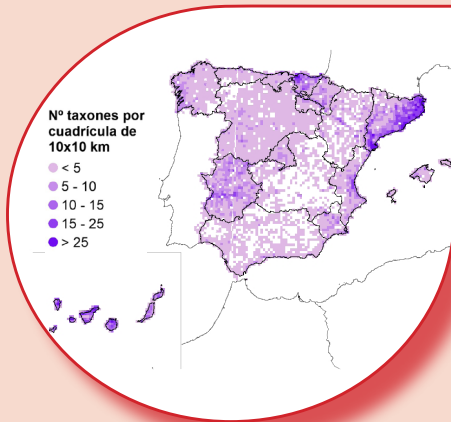 Nº taxones por
cuadrícula de
10x10 km
< 5
5 - 10
10 - 15
15 - 25
> 25